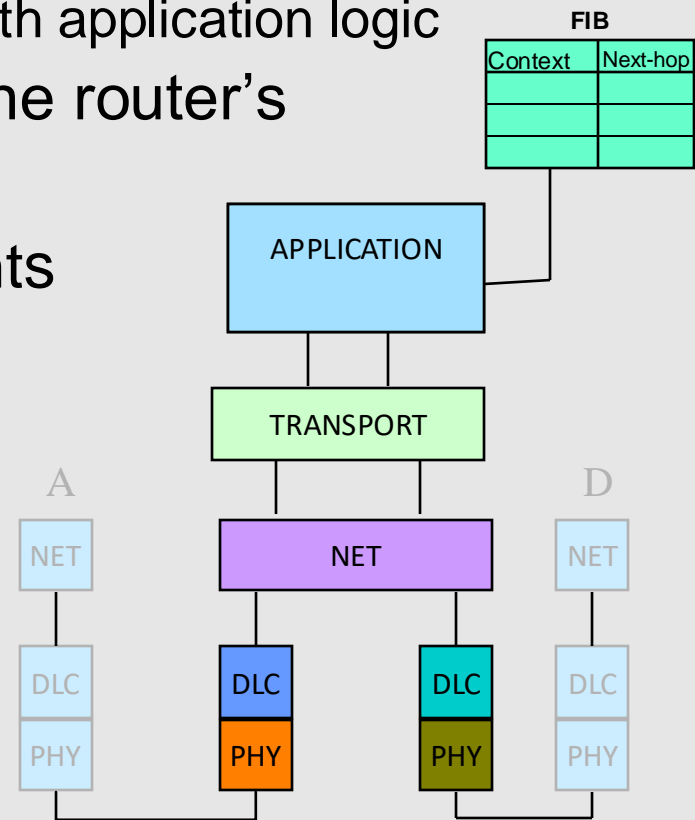 th application logic
ne router's
nts
FIB
Context Next-hop
APPLICATION
TRANSPORT
A D
NET NET NET
DLC DLC DLC DLC
PHY PHY PHY PHY